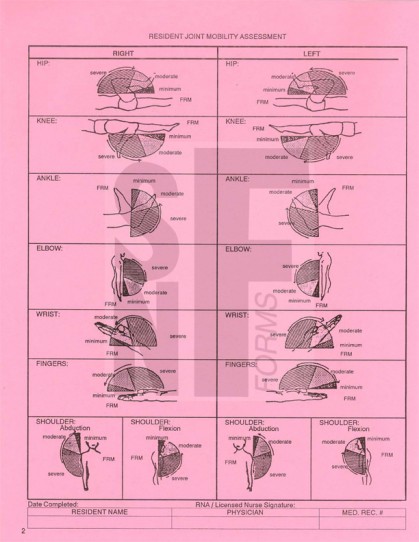 RESIDENT JOINT MOBILITY ASSESSMENT
RIGHT LEFT
HIP: HIP:
severe moderate minimum FRM
severe moderate minimum FRM
KNEE: KNEE:
FRM minimum moderate severe
FRM minimum moderate severe
ANKLE: ANKLE:
minimum FRM moderate severe
minimum FRM moderate severe
ELBOW: ELBOW:
severe moderate minimum FRM
severe moderate minimum FRM
WRIST: WRIST:
moderate severe minimum FRM
moderate severe minimum FRM
FINGERS: FINGERS:
moderate severe minimum FRM
moderate severe minimum FRM
SHOULDER: SHOULDER: SHOULDER: SHOULDER:
Abduction Flexion Abduction Flexion
moderate minimum FRM severe
minimum moderate FRM severe
minimum moderate FRM severe
moderate minimum FRM severe
FORMS
Date Completed: RNA / Licensed Nurse Signature:
RESIDENT NAME PHYSICIAN MED. REC. #
2